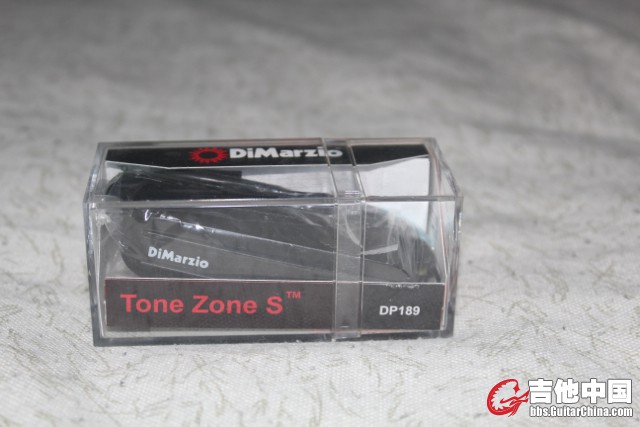 DiMarzio
DiMarzio
Tone Zone S™
DP189
吉他中国
bbs.GuitarChina.com